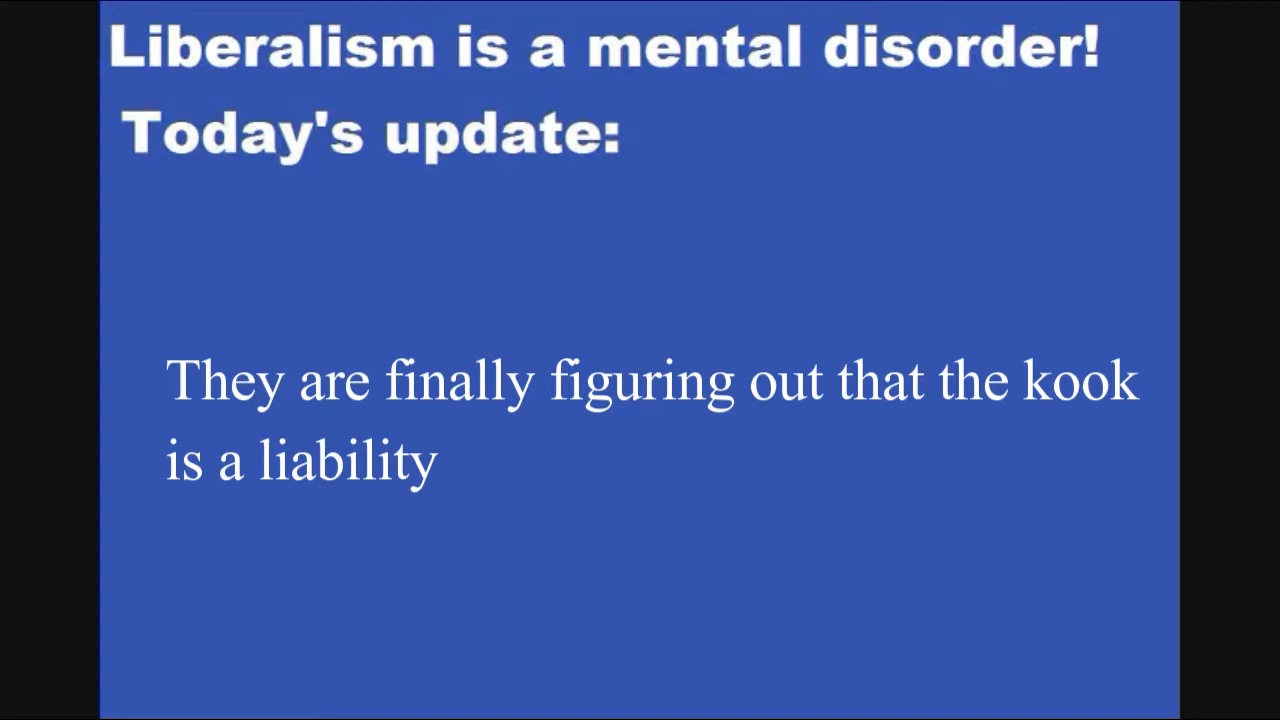 Liberalism is a mental disorder!
Today's update:
They are finally figuring out that the kook
is a liability